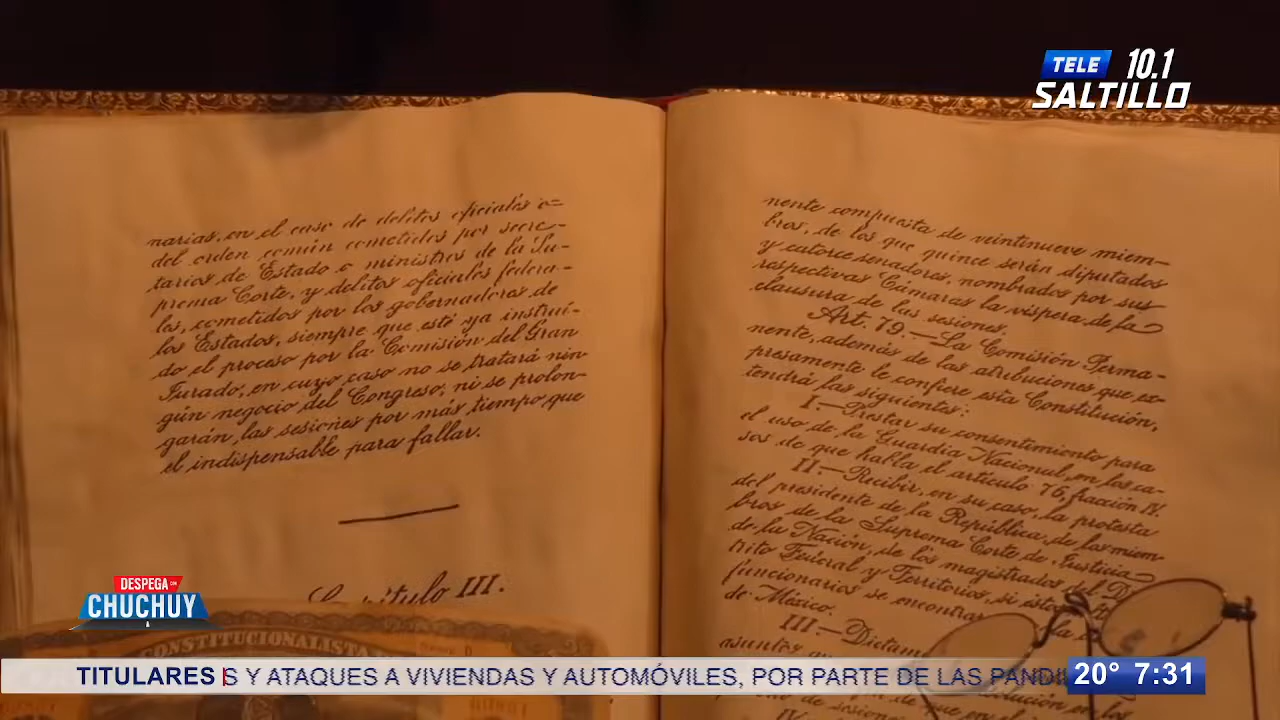 TELE 10.1
SALTILLO
narias, en el caso de delitos oficiales o=
del orden común cometidos por secre-
tarios de Estado o ministros de la Su-
prema Corte, y delitos oficiales federa-
les, cometidos por los gobernadores de
los Estados, siempre que esté ya instruí-
do el proceso por la Comisión del Gran
Jurado, en cuyo caso no se tratará nin-
gún negocio del Congreso, ni se prolon-
garán las sesiones por más tiempo que
el indispensable para fallar.
Capítulo III.
nente compuesta de veintinueve miem-
bros, de los que quince serán diputados
y catorce senadores, nombrados por sus
respectivas Cámaras la víspera de la
clausura de las sesiones.
Art. 79.—La Comisión Perma-
nente, además de las atribuciones que ex-
presamente le confiere esta Constitución,
tendrá las siguientes:
I.—Prestar su consentimiento para
el uso de la Guardia Nacional, en los ca-
sos de que habla el artículo 76, fracción IV.
II.—Recibir, en su caso, la protesta
del presidente de la República, de los miem-
bros de la Suprema Corte de Justicia
de la Nación, de los magistrados del D
trito Federal y Territorios, si estos
funcionarios se encontrar
de México.
III.—Dictam
asuntos
CONSTITUCIONALISTA
DESPEGA CON
CHUCHUY
TITULARES S Y ATAQUES A VIVIENDAS Y AUTOMÓVILES, POR PARTE DE LAS PANDI
20° 7:31